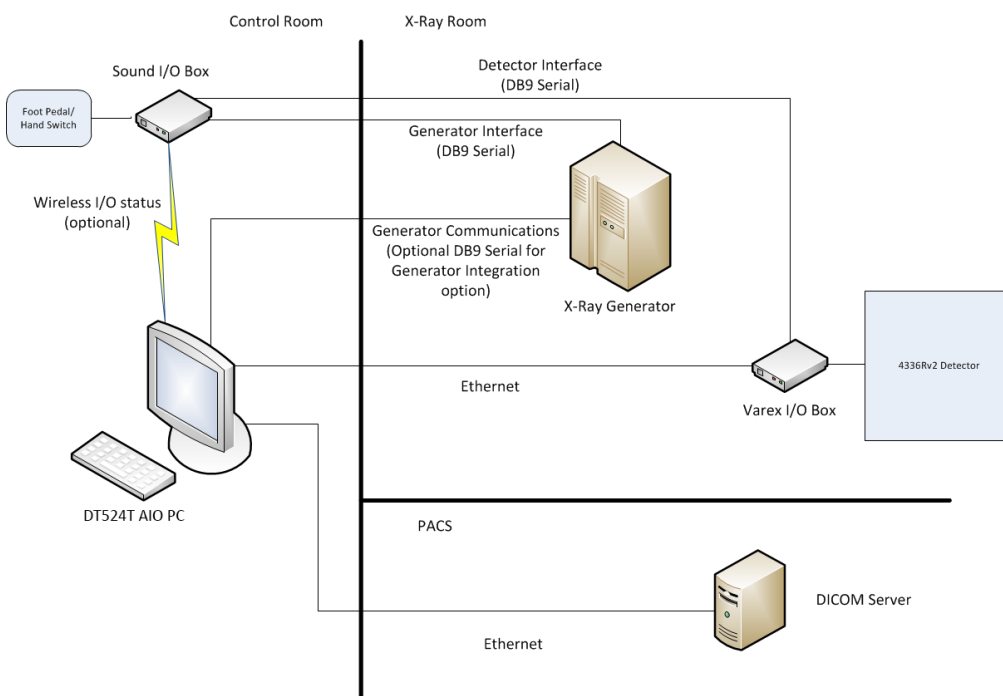 Control Room
X-Ray Room
Sound I/O Box
Detector Interface
(DB9 Serial)
Foot Pedal/
Hand Switch
Generator Interface
(DB9 Serial)
Wireless I/O status
(optional)
Generator Communications
(Optional DB9 Serial for
Generator Integration
option)
X-Ray Generator
4336Rv2 Detector
Ethernet
Varex I/O Box
DT524T AIO PC
PACS
DICOM Server
Ethernet